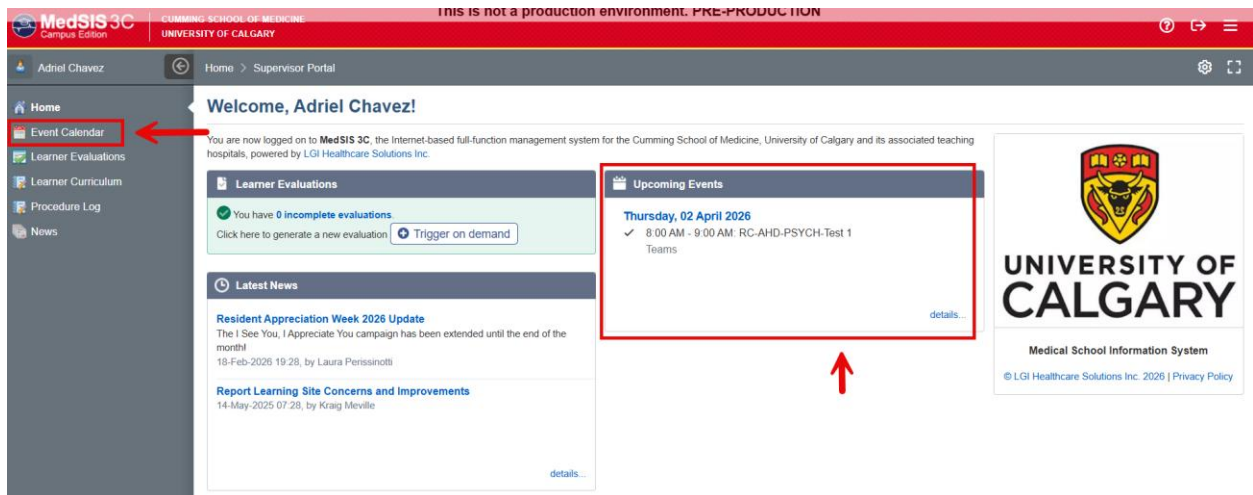 This is not a production environment. PRE-PRODUCTION
MedSIS 3C
Campus Edition
CUMMING SCHOOL OF MEDICINE
UNIVERSITY OF CALGARY
Adriel Chavez
Home > Supervisor Portal
Home
Event Calendar
Learner Evaluations
Learner Curriculum
Procedure Log
News
Welcome, Adriel Chavez!
You are now logged on to MedSIS 3C, the Internet-based full-function management system for the Cumming School of Medicine, University of Calgary and its associated teaching
hospitals, powered by LGI Healthcare Solutions Inc.
Learner Evaluations
You have 0 incomplete evaluations.
Click here to generate a new evaluation Trigger on demand
Latest News
Resident Appreciation Week 2026 Update
The I See You, I Appreciate You campaign has been extended until the end of the
month!
18-Feb-2026 19:28, by Laura Perissinotti
Report Learning Site Concerns and Improvements
14-May-2025 07:28, by Kraig Meville
details...
Upcoming Events
Thursday, 02 April 2026
8:00 AM - 9:00 AM: RC-AHD-PSYCH-Test 1
Teams
details...
UNIVERSITY OF
CALGARY
Medical School Information System
© LGI Healthcare Solutions Inc. 2026 | Privacy Policy